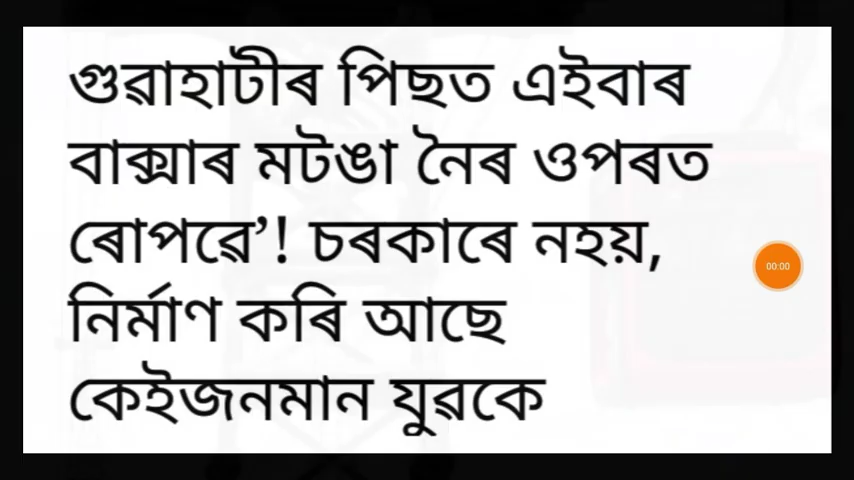 গুৱাহাটীৰ পিছত এইবাৰ
বাক্সাৰ মটঙা নৈৰ ওপৰত
ৰোপৱে’! চৰকাৰে নহয়,
নিৰ্মাণ কৰি আছে
কেইজনমান যুৱকে
00:00